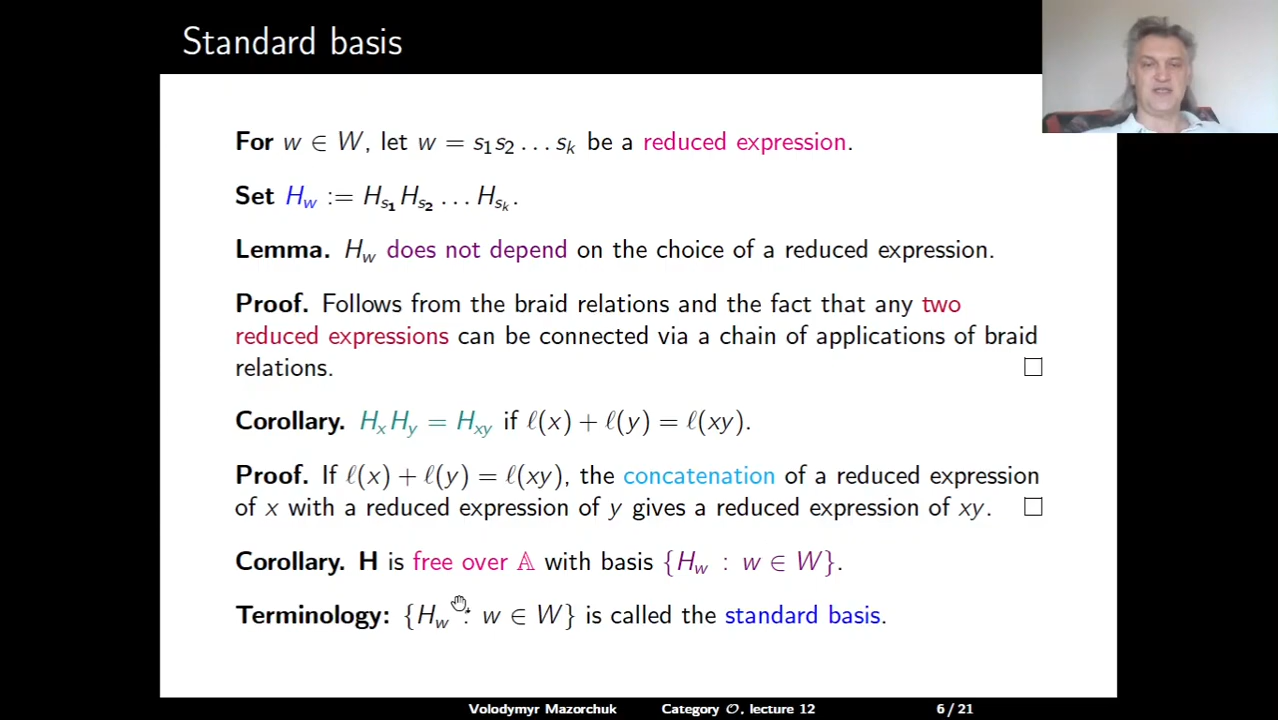 Standard basis
For w ∈ W, let w = s₁s₂ … sₖ be a reduced expression.
Set H_w := H_{s₁} H_{s₂} … H_{sₖ}.
Lemma. H_w does not depend on the choice of a reduced expression.
Proof. Follows from the braid relations and the fact that any two
reduced expressions can be connected via a chain of applications of braid
relations. □
Corollary. H_x H_y = H_{xy} if ℓ(x) + ℓ(y) = ℓ(xy).
Proof. If ℓ(x) + ℓ(y) = ℓ(xy), the concatenation of a reduced expression
of x with a reduced expression of y gives a reduced expression of xy. □
Corollary. H is free over 𝔸 with basis {H_w : w ∈ W}.
Terminology: {H_w : w ∈ W} is called the standard basis.
Volodymyr Mazorchuk Category 𝒪, lecture 12 6 / 21